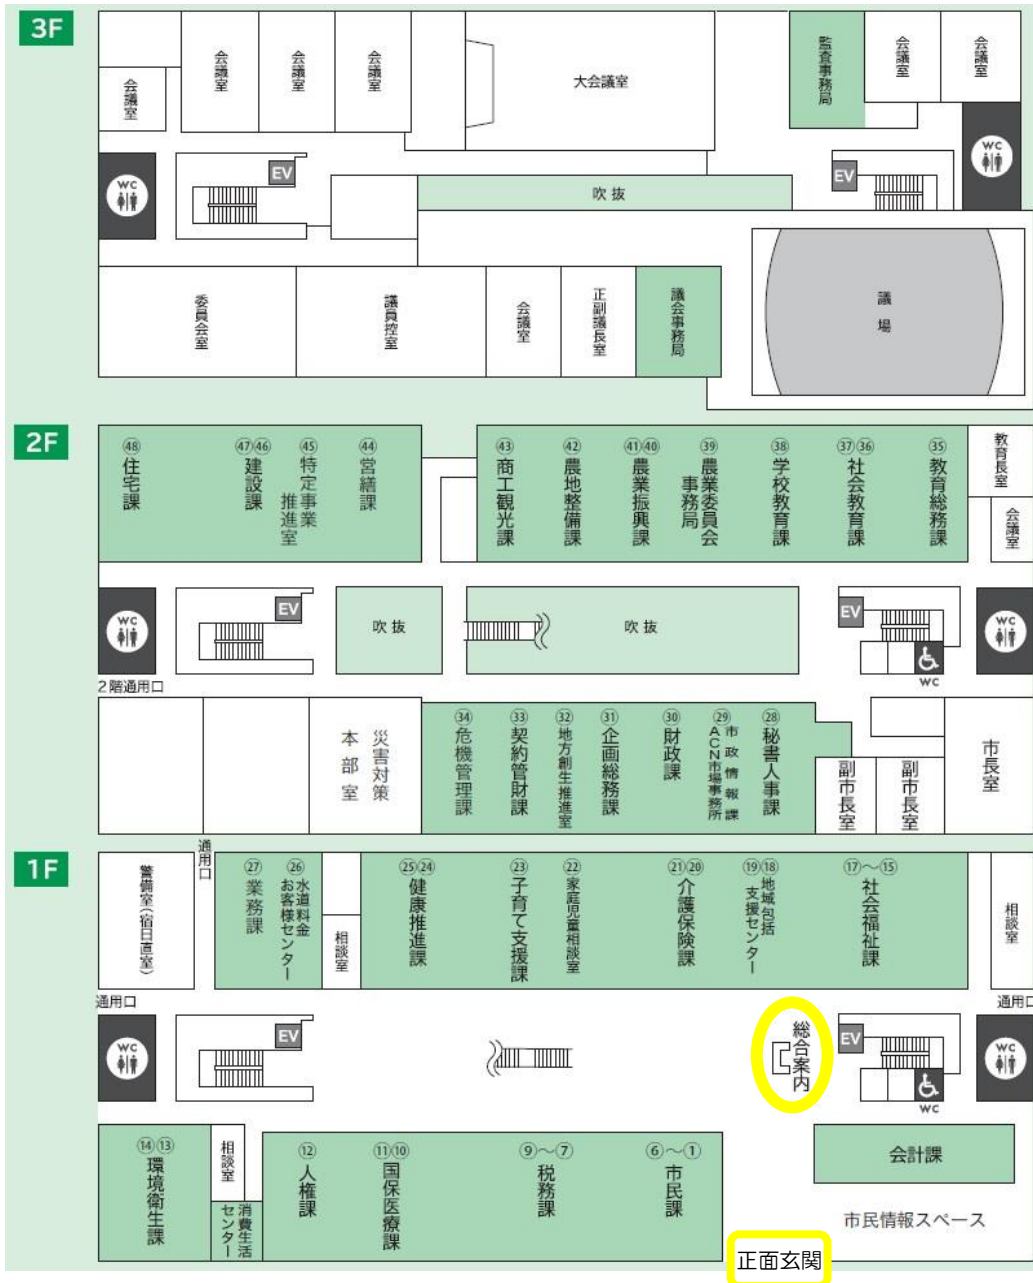 3F
会議室
会議室
会議室
会議室
大会議室
監査事務局
会議室
会議室
WC
EV
吹抜
EV
WC
委員会室
議員控室
会議室
正副議長室
議会事務局
議場
2F
㊽住宅課
㊼㊻建設課
㊺特定事業推進室
㊹営繕課
㊸商工観光課
㊷農地整備課
㊶㊵農業振興課
㊴農業委員会事務局
㊳学校教育課
㊲㊱社会教育課
㉟教育総務課
教育長室
会議室
WC
EV
吹抜
吹抜
EV
WC
WC
2階通用口
災害対策本部室
㉞危機管理課
㉝契約管財課
㉜地方創生推進室
㉛企画総務課
㉚財政課
㉙市政情報課
ACN市場事務所
㉘秘書人事課
副市長室
副市長室
市長室
1F
警備室(宿日直室)
通用口
㉗業務課
㉖水道料金お客様センター
相談室
㉕㉔健康推進課
㉓子育て支援課
㉒家庭児童相談室
㉑⑳介護保険課
⑲⑱地域包括支援センター
⑰~⑮社会福祉課
相談室
通用口
通用口
WC
EV
総合案内
EV
WC
WC
⑭⑬環境衛生課
相談室
消費生活センター
⑫人権課
⑪⑩国保医療課
⑨~⑦税務課
⑥~①市民課
会計課
市民情報スペース
正面玄関